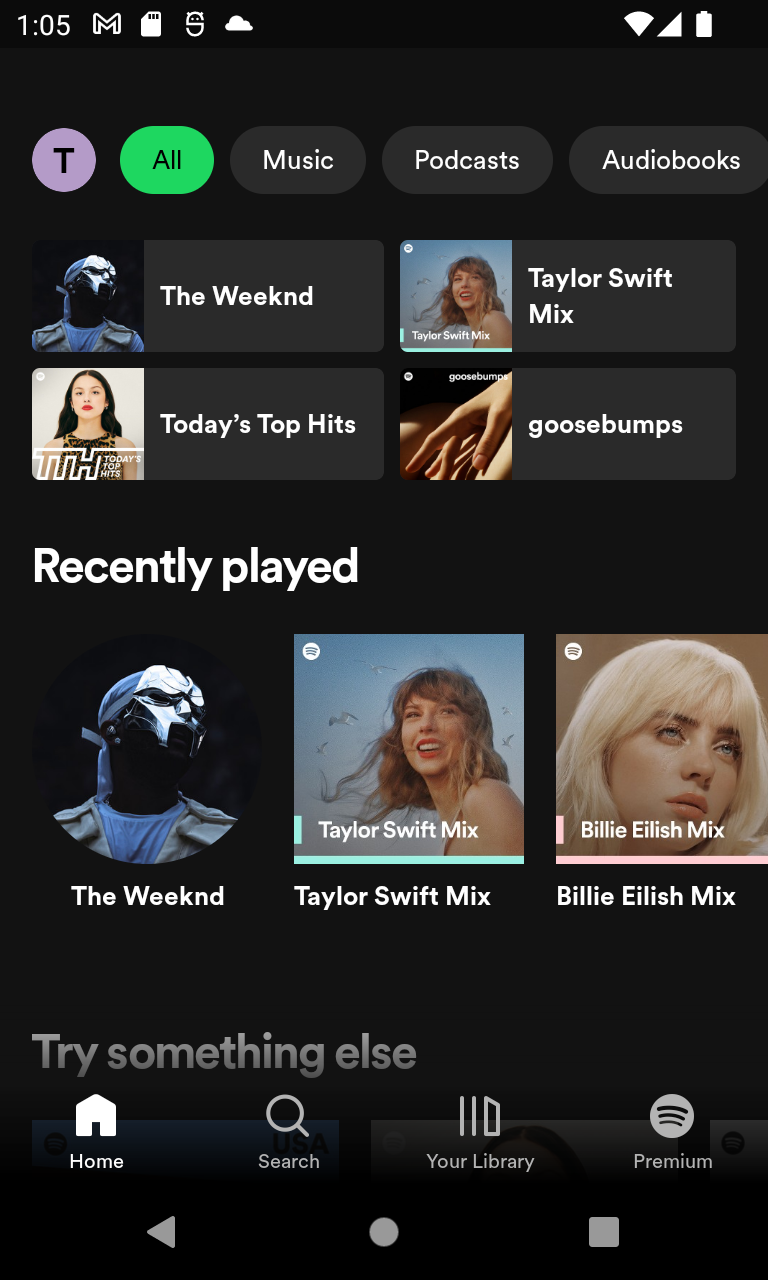 1:05
T
All
Music
Podcasts
Audiobooks
The Weeknd
Taylor Swift Mix
Taylor Swift
Mix
TTH TODAY'S
TOP
HITS
Today's Top Hits
goosebumps
goosebumps
Recently played
Taylor Swift Mix
Billie Eilish Mix
The Weeknd
Taylor Swift Mix
Billie Eilish Mix
Try something else
USA
Home
Search
Your Library
Premium